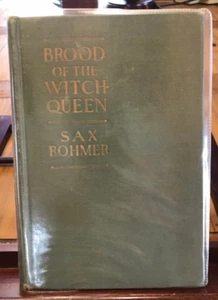 BROOD
OF THE
WITCH-
QUEEN
SAX
ROHMER